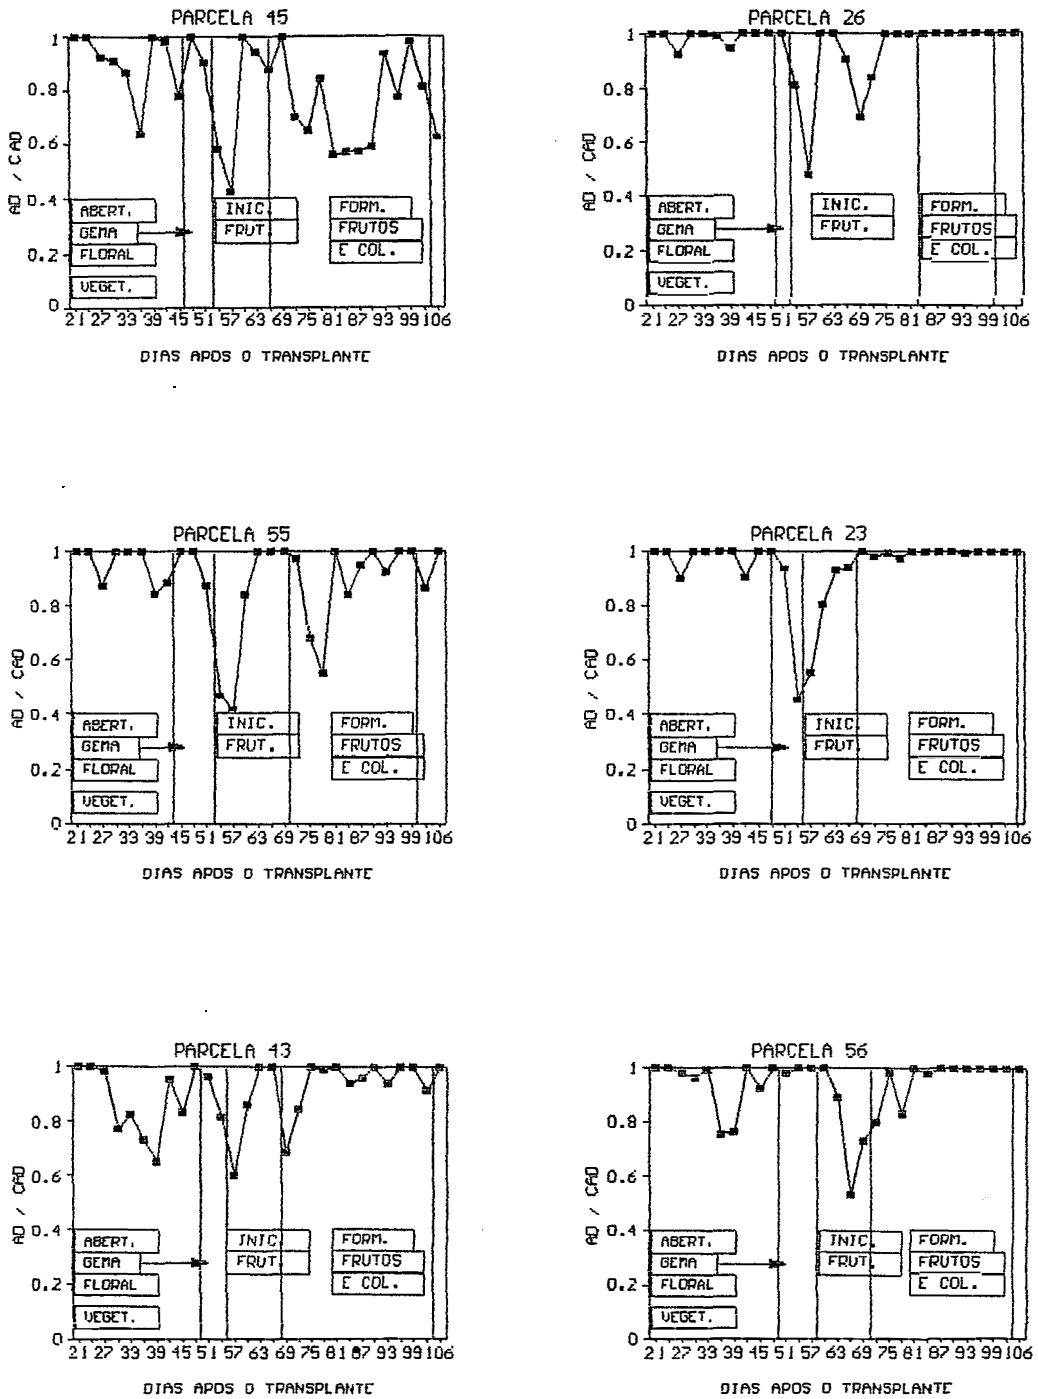 PARCELA 45
1
0.8
0.6
0.4
0.2
0
AD / CAD
ABERT.
GEMA
FLORAL
VEGET.
INIC.
FRUT.
FORM.
FRUTOS
E COL.
21 27 33 39 45 51 57 63 69 75 81 87 93 99 106
DIAS APOS O TRANSPLANTE
PARCELA 26
1
0.8
0.6
0.4
0.2
0
AD / CAD
ABERT.
GEMA
FLORAL
VEGET.
INIC.
FRUT.
FORM.
FRUTOS
E COL.
21 27 33 39 45 51 57 63 69 75 81 87 93 99 106
DIAS APOS O TRANSPLANTE
PARCELA 55
1
0.8
0.6
0.4
0.2
0
AD / CAD
ABERT.
GEMA
FLORAL
VEGET.
INIC.
FRUT.
FORM.
FRUTOS
E COL.
21 27 33 39 45 51 57 63 69 75 81 87 93 99 106
DIAS APOS O TRANSPLANTE
PARCELA 23
1
0.8
0.6
0.4
0.2
0
AD / CAD
ABERT.
GEMA
FLORAL
VEGET.
INIC.
FRUT.
FORM.
FRUTOS
E COL.
21 27 33 39 45 51 57 63 69 75 81 87 93 99 106
DIAS APOS O TRANSPLANTE
PARCELA 43
1
0.8
0.6
0.4
0.2
0
AD / CAD
ABERT.
GEMA
FLORAL
VEGET.
INIC.
FRUT.
FORM.
FRUTOS
E COL.
21 27 33 39 45 51 57 63 69 75 81 87 93 99 106
DIAS APOS O TRANSPLANTE
PARCELA 56
1
0.8
0.6
0.4
0.2
0
AD / CAD
ABERT.
GEMA
FLORAL
VEGET.
INIC.
FRUT.
FORM.
FRUTOS
E COL.
21 27 33 39 45 51 57 63 69 75 81 87 93 99 106
DIAS APOS O TRANSPLANTE